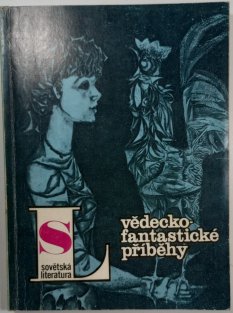 vědecko-
fantastické
příběhy
S
L
sovětská
literatura